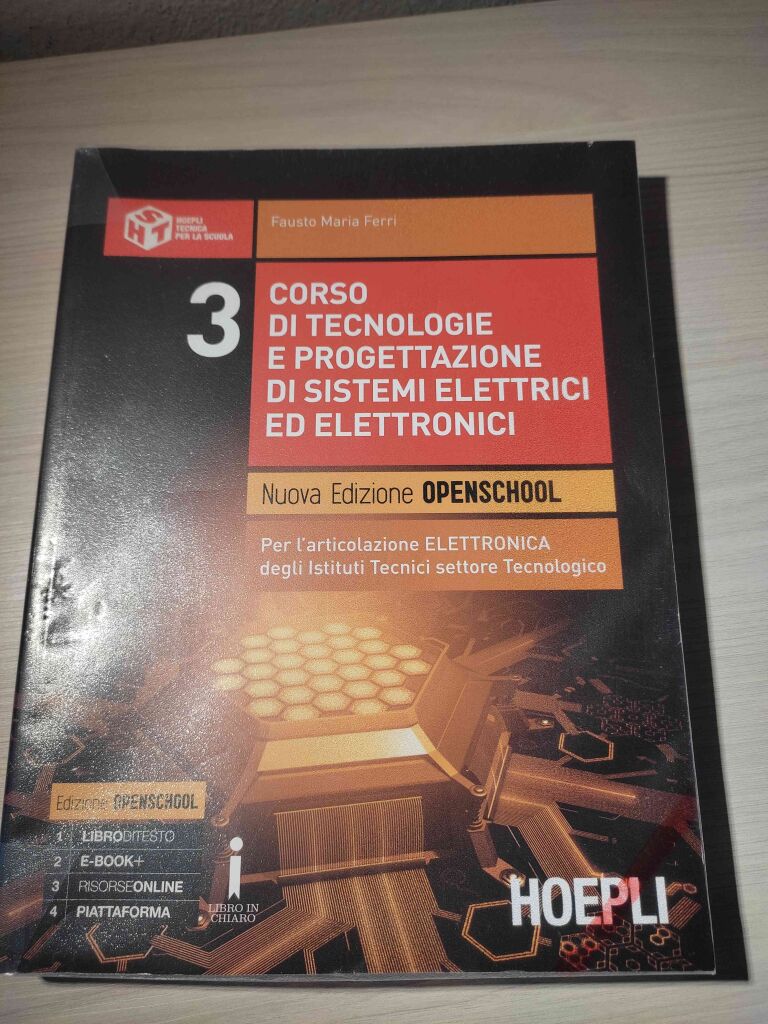 HST
HOEPLI
TECNICA
PER LA SCUOLA
Fausto Maria Ferri
3
CORSO
DI TECNOLOGIE
E PROGETTAZIONE
DI SISTEMI ELETTRICI
ED ELETTRONICI
Nuova Edizione OPENSCHOOL
Per l'articolazione ELETTRONICA
degli Istituti Tecnici settore Tecnologico
Edizione OPENSCHOOL
1 LIBRODITESTO
2 E-BOOK+
3 RISORSEONLINE
4 PIATTAFORMA
i
LIBRO IN
CHIARO
HOEPLI